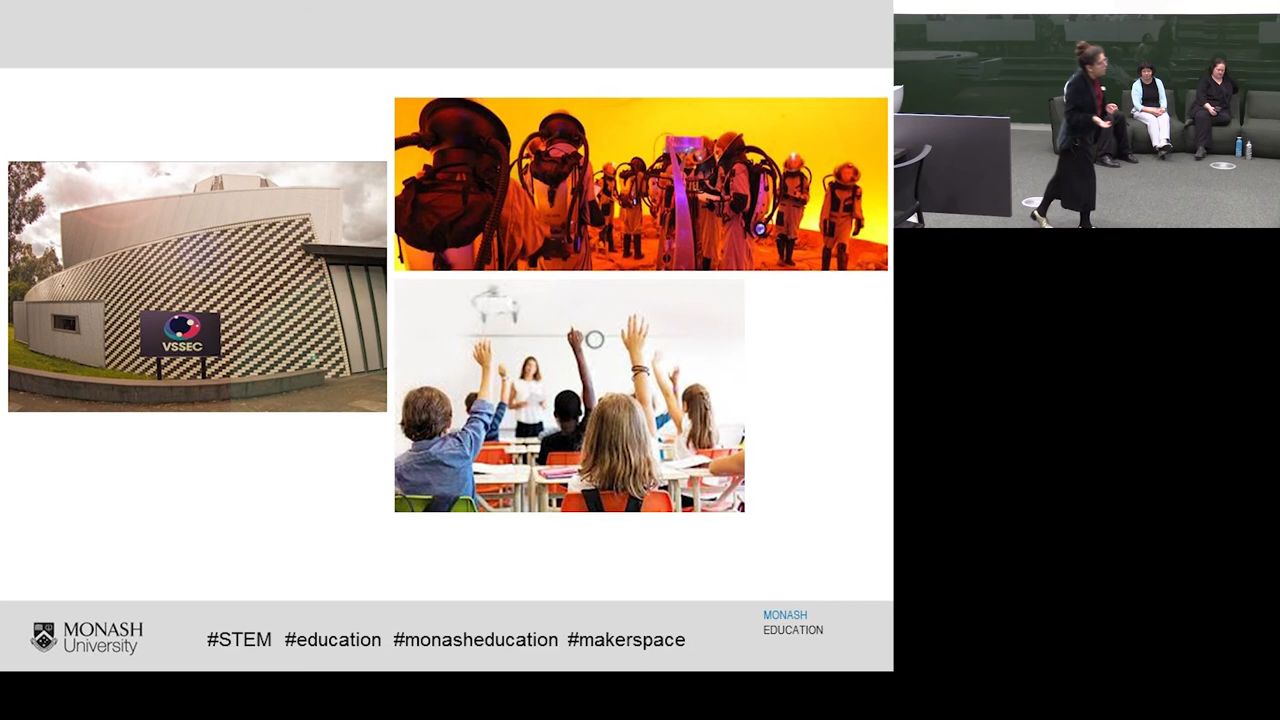 VSSEC
MONASH
University
#STEM #education #monasheducation #makerspace
MONASH
EDUCATION